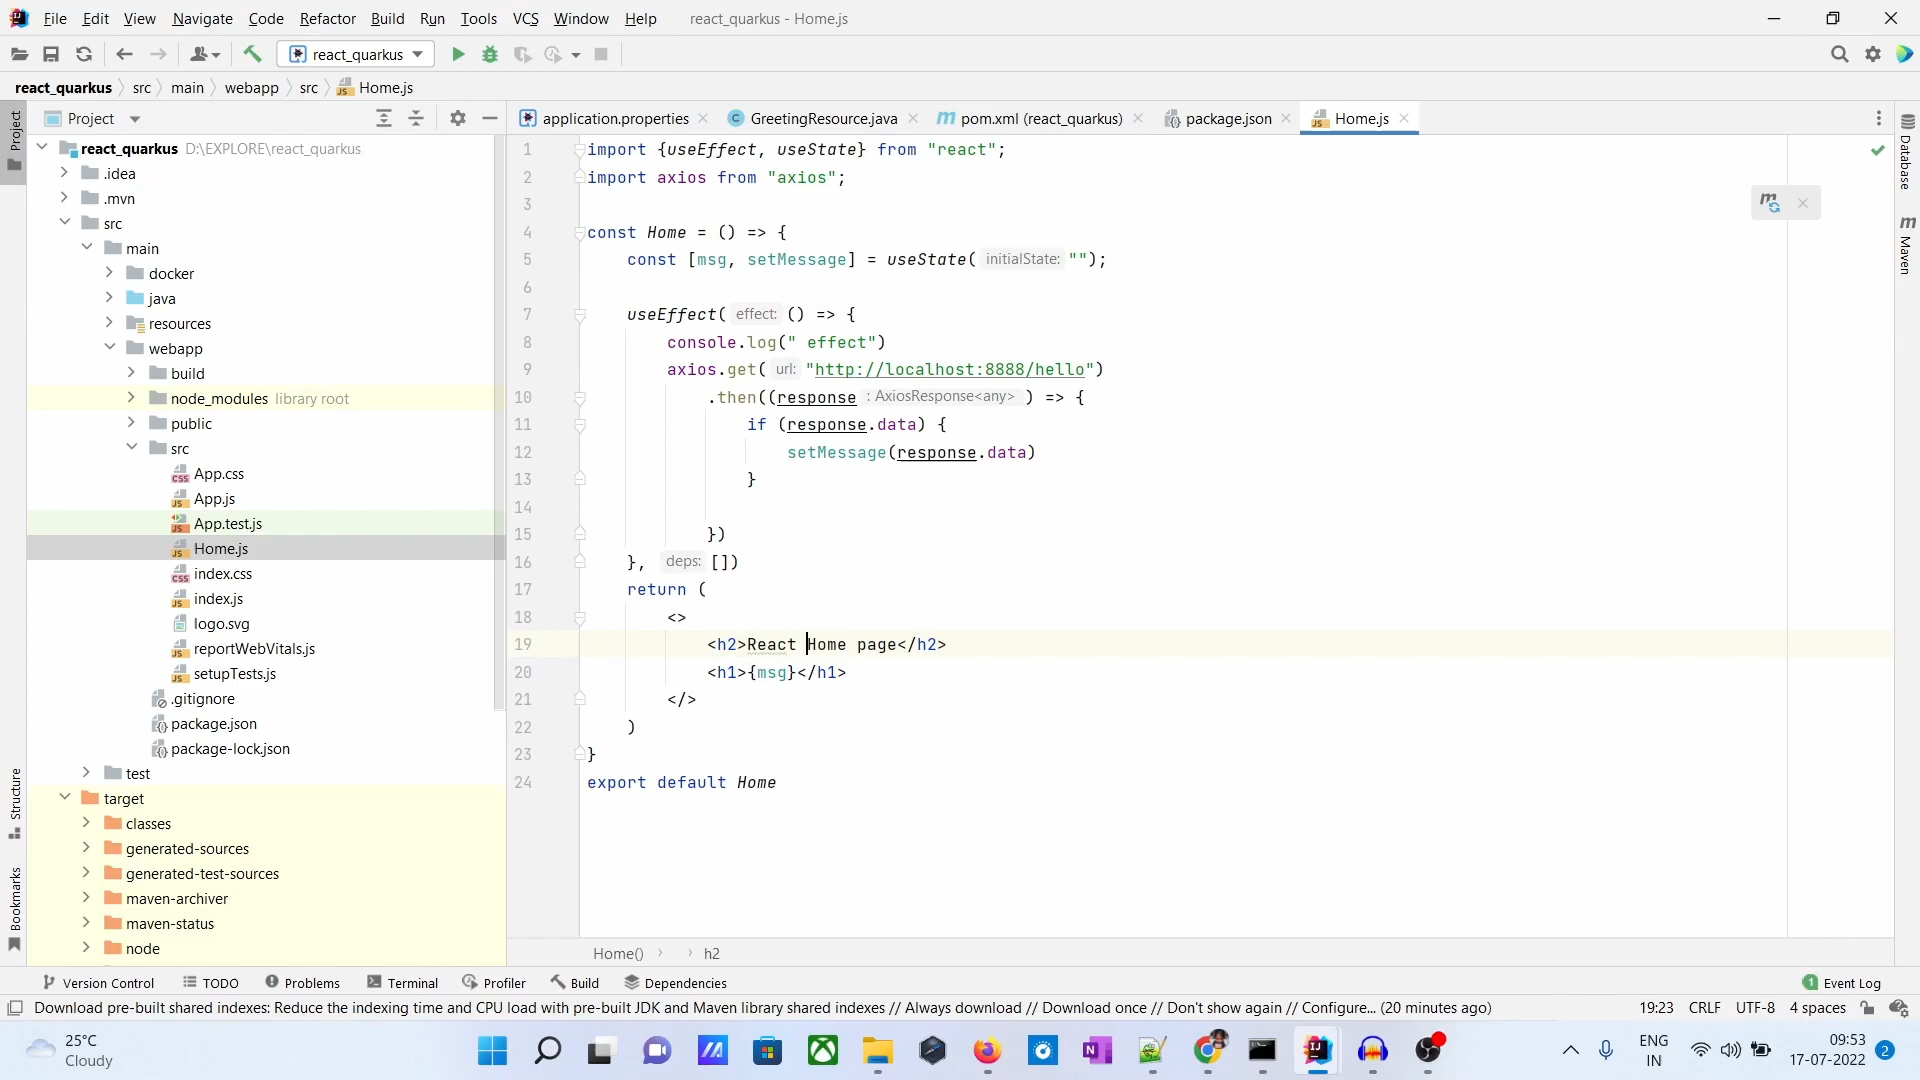 File Edit View Navigate Code Refactor Build Run Tools VCS Window Help react_quarkus - Home.js
react_quarkus
react_quarkus src main webapp src Home.js
Project
application.properties GreetingResource.java pom.xml (react_quarkus) package.json Home.js
react_quarkus D:\EXPLORE\react_quarkus
.idea
.mvn
src
main
docker
java
resources
webapp
build
node_modules library root
public
src
App.css
App.js
App.test.js
Home.js
index.css
index.js
logo.svg
reportWebVitals.js
setupTests.js
.gitignore
package.json
package-lock.json
test
target
classes
generated-sources
generated-test-sources
maven-archiver
maven-status
node
Project
Structure
Bookmarks
1 import {useEffect, useState} from "react";
2 import axios from "axios";
3
4 const Home = () => {
5 const [msg, setMessage] = useState( initialState: "");
6
7 useEffect( effect: () => {
8 console.log(" effect")
9 axios.get( url: "http://localhost:8888/hello")
10 .then((response : AxiosResponse<any> ) => {
11 if (response.data) {
12 setMessage(response.data)
13 }
14
15 })
16 }, deps: [])
17 return (
18 <>
19 <h2>React Home page</h2>
20 <h1>{msg}</h1>
21 </>
22 )
23 }
24 export default Home
Database
Maven
Home() h2
Version Control TODO Problems Terminal Profiler Build Dependencies 1 Event Log
Download pre-built shared indexes: Reduce the indexing time and CPU load with pre-built JDK and Maven library shared indexes // Always download // Download once // Don't show again // Configure... (20 minutes ago) 19:23 CRLF UTF-8 4 spaces
25°C
Cloudy
ENG
IN
09:53
17-07-2022
2